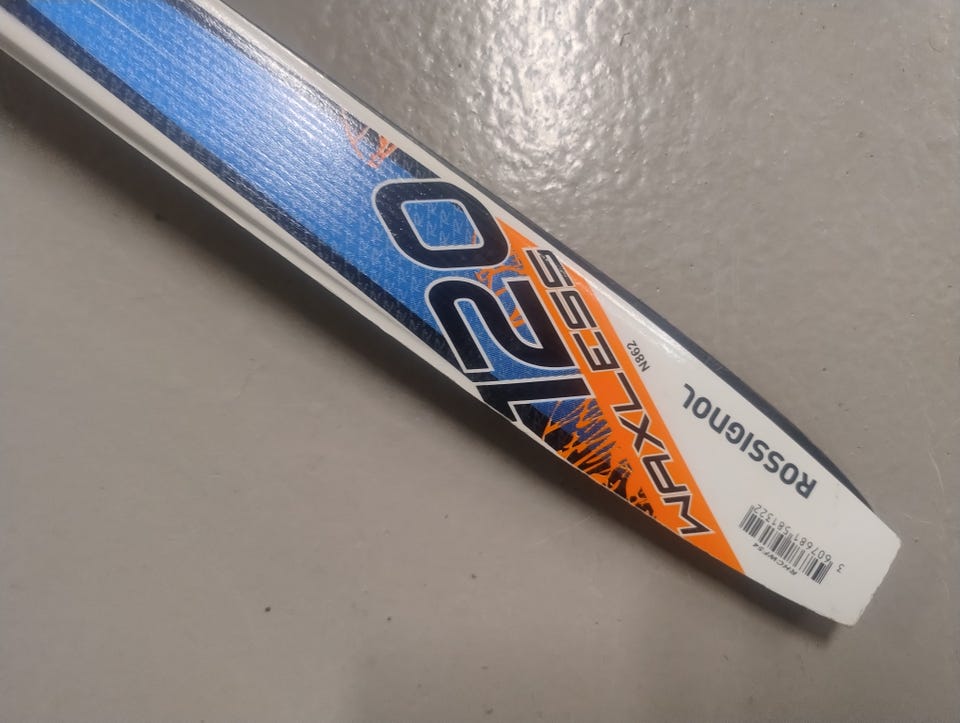 120
WAXLESS
N862
ROSSIGNOL
RHCWF54
3 607681 581322